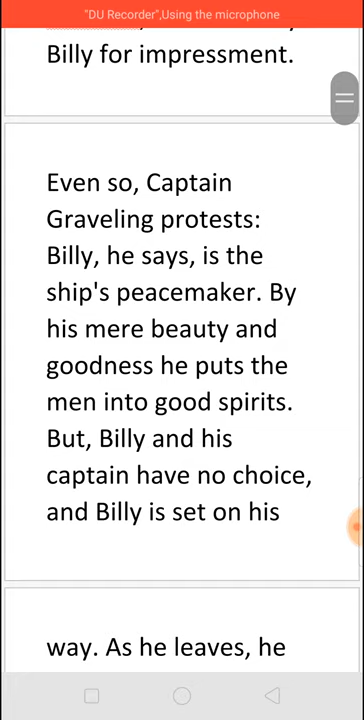 "DU Recorder",Using the microphone
Billy for impressment.
Even so, Captain
Graveling protests:
Billy, he says, is the
ship's peacemaker. By
his mere beauty and
goodness he puts the
men into good spirits.
But, Billy and his
captain have no choice,
and Billy is set on his
way. As he leaves, he